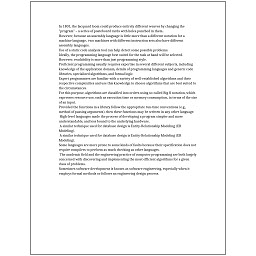 In 1801, the Jacquard loom could produce entirely different weaves by changing the
"program" – a series of pasteboard cards with holes punched in them.
However, because an assembly language is little more than a different notation for a
machine language, two machines with different instruction sets also have different
assembly languages.
Use of a static code analysis tool can help detect some possible problems.
Ideally, the programming language best suited for the task at hand will be selected.
However, readability is more than just programming style.
Proficient programming usually requires expertise in several different subjects, including
knowledge of the application domain, details of programming languages and generic code
libraries, specialized algorithms, and formal logic.
Expert programmers are familiar with a variety of well-established algorithms and their
respective complexities and use this knowledge to choose algorithms that are best suited to
the circumstances.
For this purpose, algorithms are classified into orders using so-called Big O notation, which
expresses resource use, such as execution time or memory consumption, in terms of the size
of an input.
Provided the functions in a library follow the appropriate run-time conventions (e.g.,
method of passing arguments), then these functions may be written in any other language.
High-level languages made the process of developing a program simpler and more
understandable, and less bound to the underlying hardware.
A similar technique used for database design is Entity-Relationship Modeling (ER
Modeling).
A similar technique used for database design is Entity-Relationship Modeling (ER
Modeling).
Some languages are more prone to some kinds of faults because their specification does not
require compilers to perform as much checking as other languages.
The academic field and the engineering practice of computer programming are both largely
concerned with discovering and implementing the most efficient algorithms for a given
class of problems.
Sometimes software development is known as software engineering, especially when it
employs formal methods or follows an engineering design process.